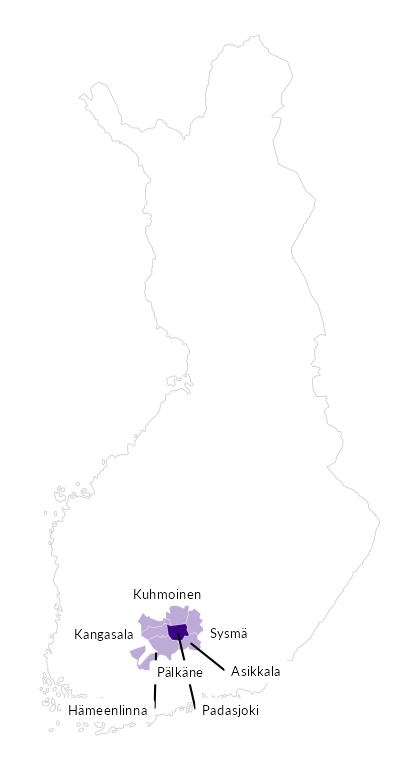 Kuhmoinen
Kangasala
Sysmä
Pälkäne
Asikkala
Hämeenlinna
Padasjoki